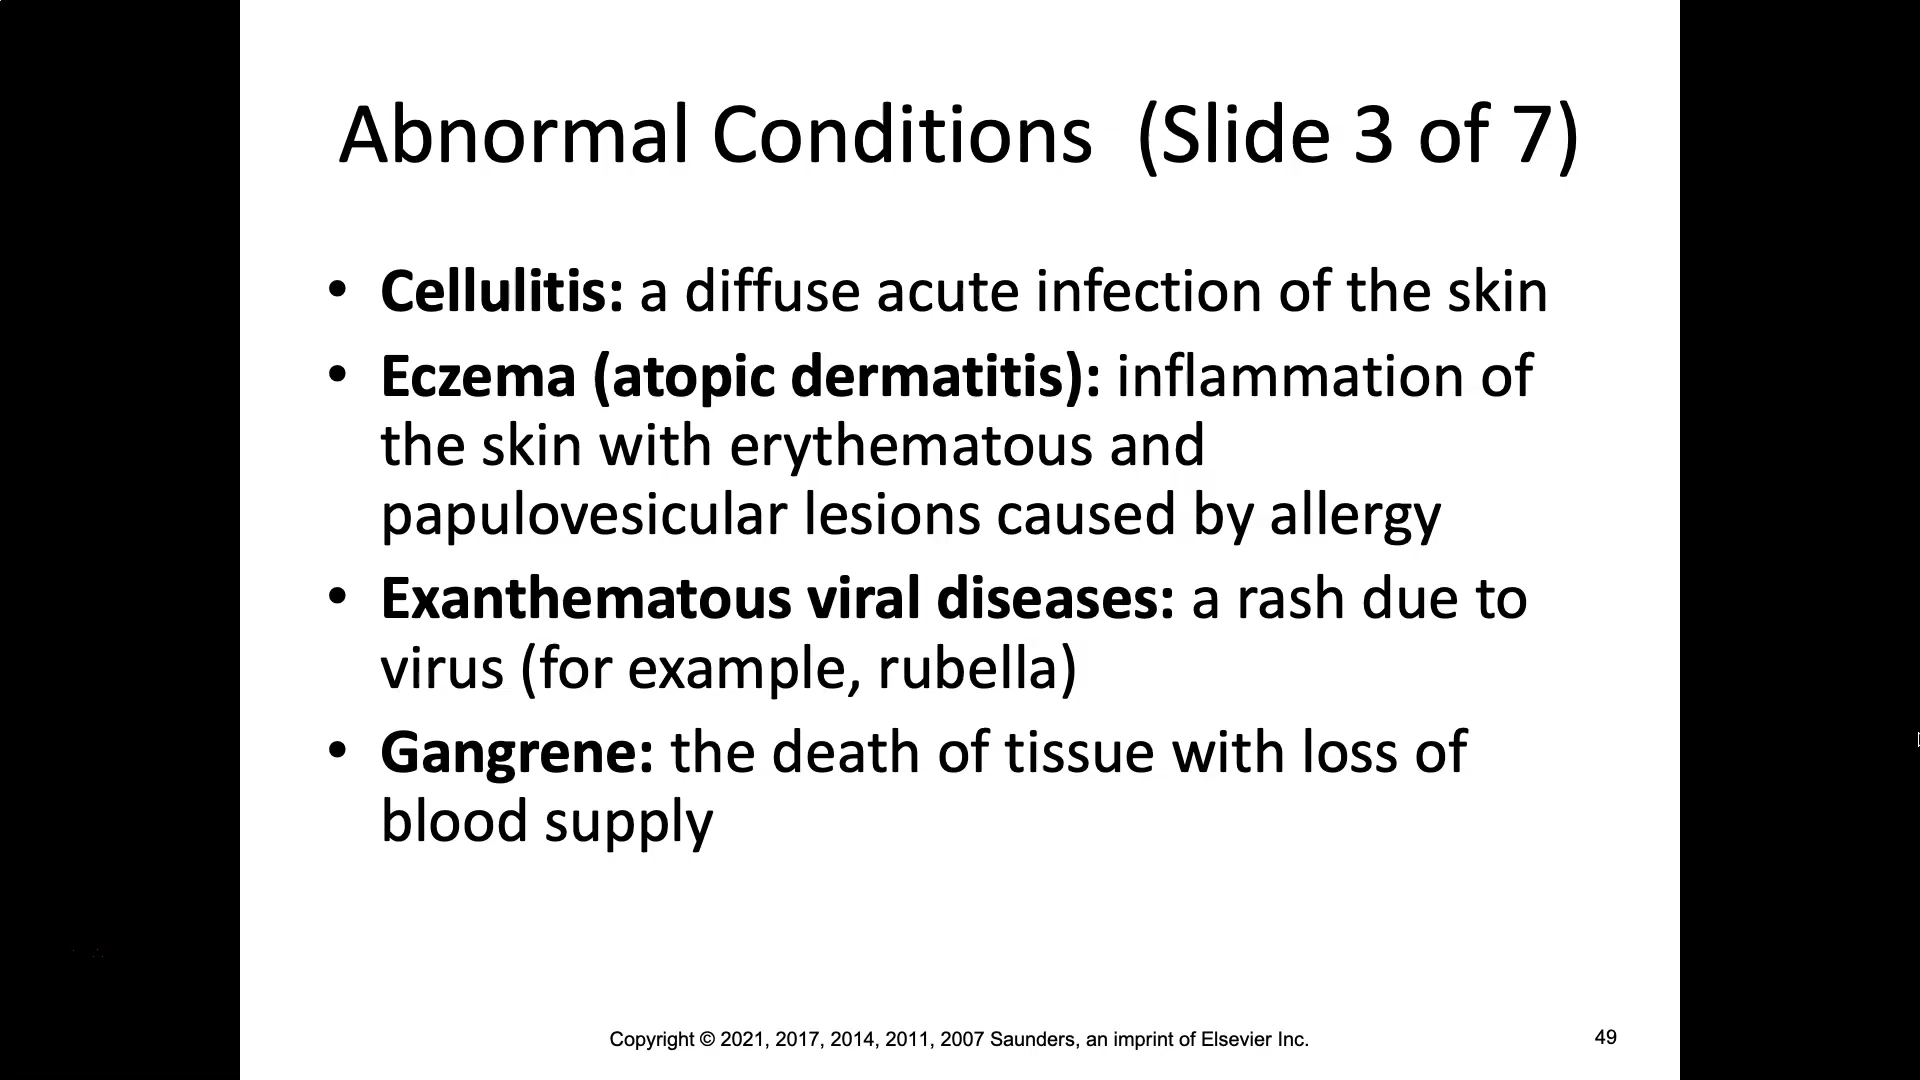 Abnormal Conditions  (Slide 3 of 7)
• Cellulitis: a diffuse acute infection of the skin
• Eczema (atopic dermatitis): inflammation of
the skin with erythematous and
papulovesicular lesions caused by allergy
• Exanthematous viral diseases: a rash due to
virus (for example, rubella)
• Gangrene: the death of tissue with loss of
blood supply
Copyright © 2021, 2017, 2014, 2011, 2007 Saunders, an imprint of Elsevier Inc.
49